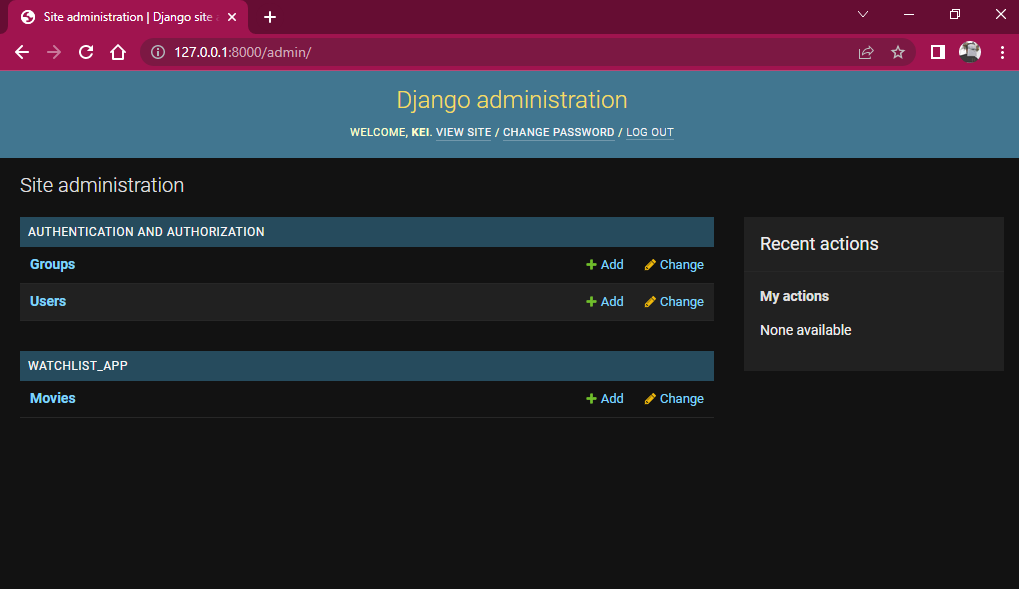 Site administration | Django site a
127.0.0.1:8000/admin/
Django administration
WELCOME, KEI. VIEW SITE / CHANGE PASSWORD / LOG OUT
Site administration
AUTHENTICATION AND AUTHORIZATION
Groups Add Change
Users Add Change
WATCHLIST_APP
Movies Add Change
Recent actions
My actions
None available